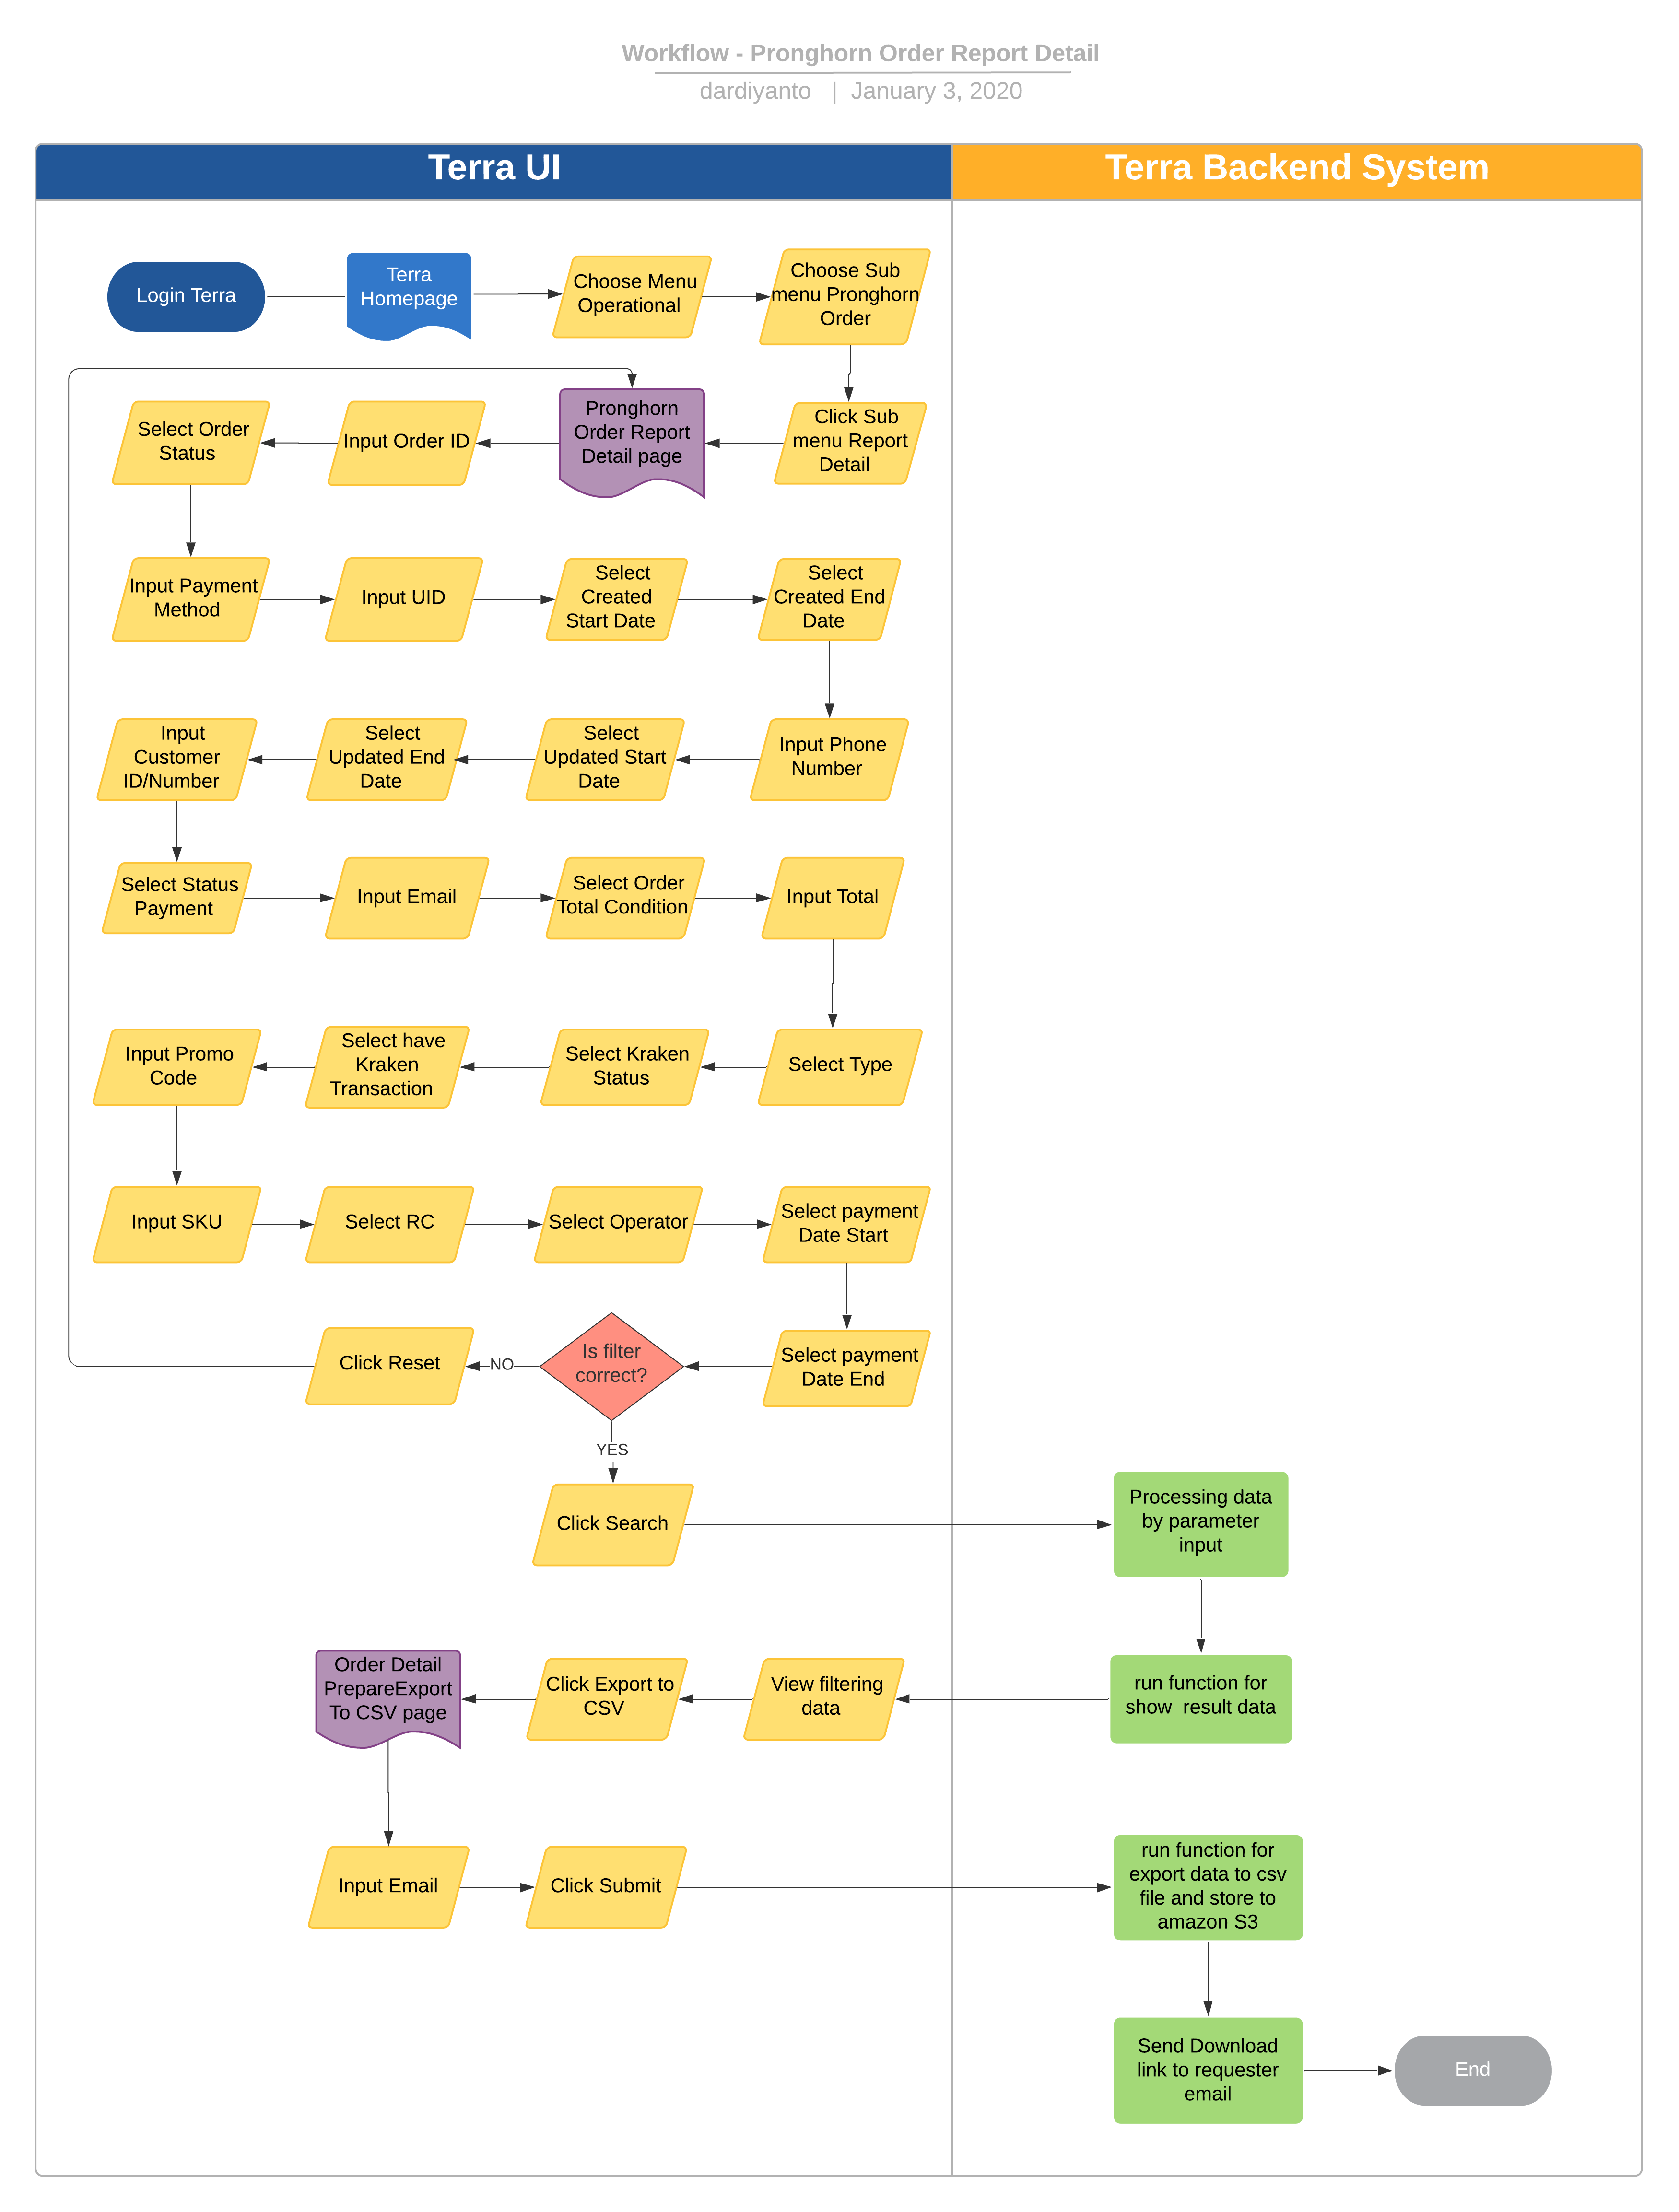 Workflow - Pronghorn Order Report Detail
dardiyanto | January 3, 2020
Terra UI
Terra Backend System
Login Terra
Terra
Homepage
Choose Menu
Operational
Choose Sub
menu Pronghorn
Order
Click Sub
menu Report
Detail
Pronghorn
Order Report
Detail page
Input Order ID
Select Order
Status
Input Payment
Method
Input UID
Select
Created
Start Date
Select
Created End
Date
Input Phone
Number
Select
Updated Start
Date
Select
Updated End
Date
Input
Customer
ID/Number
Select Status
Payment
Input Email
Select Order
Total Condition
Input Total
Select Type
Select Kraken
Status
Select have
Kraken
Transaction
Input Promo
Code
Input SKU
Select RC
Select Operator
Select payment
Date Start
Select payment
Date End
Is filter
correct?
NO
Click Reset
YES
Click Search
Processing data
by parameter
input
run function for
show result data
View filtering
data
Click Export to
CSV
Order Detail
PrepareExport
To CSV page
Input Email
Click Submit
run function for
export data to csv
file and store to
amazon S3
Send Download
link to requester
email
End